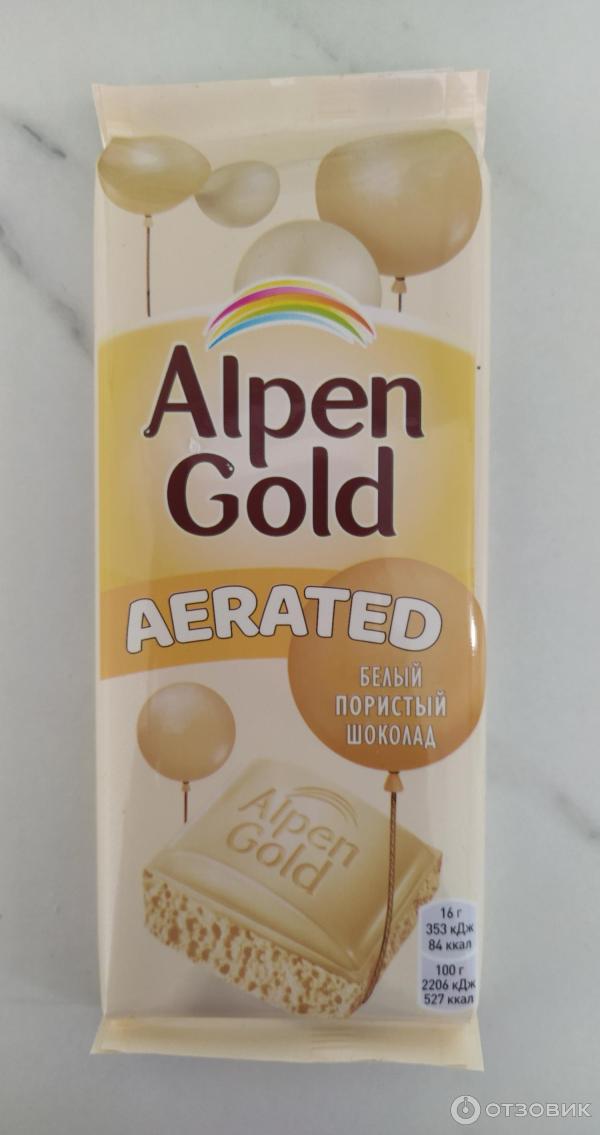 Alpen
Gold
AERATED
БЕЛЫЙ
ПОРИСТЫЙ
ШОКОЛАД
Alpen
Gold
16 г
353 кДж
84 ккал
100 г
2206 кДж
527 ккал
ОТЗОВИК